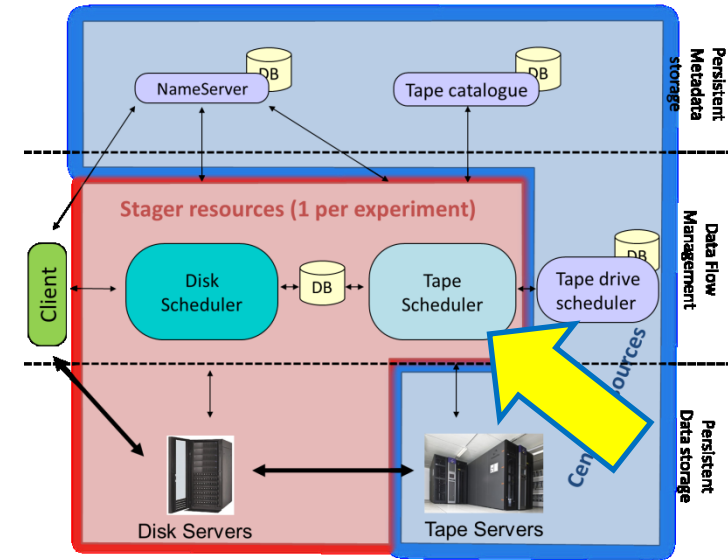 DB
DB
NameServer
Tape catalogue
Persistent
Metadata
storage
Stager resources (1 per experiment)
Data Flow
Management
DB
Client
Disk
Scheduler
DB
Tape
Scheduler
Tape drive
scheduler
Persistent
Data storage
Disk Servers
Tape Servers